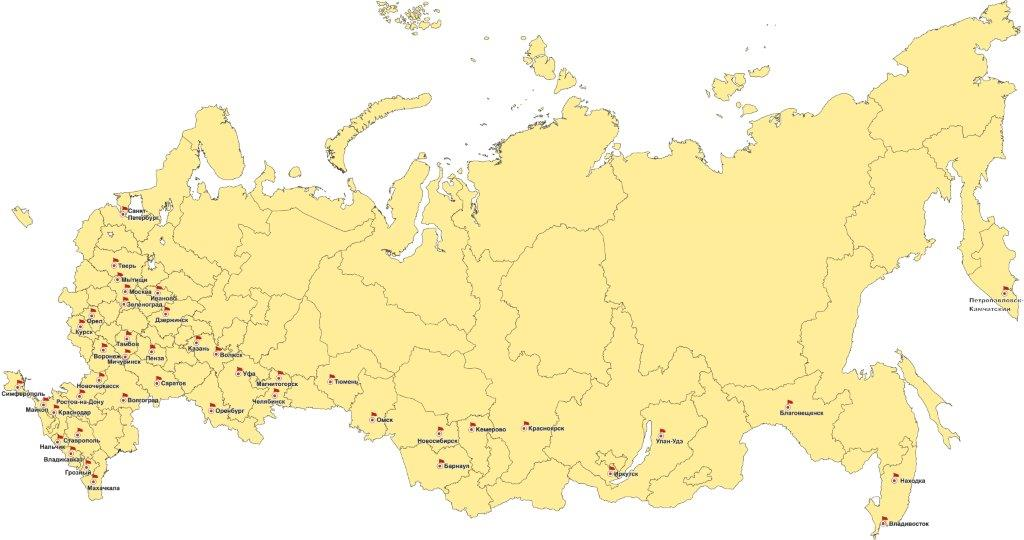 Санкт-
Петербург
Тверь
Мытищи
Москва
Иваново
Зеленоград
Дзержинск
Орел
Курск
Тамбов
Казань
Воронеж
Мичуринск
Пенза
Волжск
Уфа
Магнитогорск
Тюмень
Новочеркасск
Саратов
Симферополь
Ростов-на-Дону
Волгоград
Челябинск
Майкоп
Краснодар
Оренбург
Омск
Ставрополь
Нальчик
Владикавказ
Грозный
Махачкала
Новосибирск
Кемерово
Красноярск
Барнаул
Улан-Удэ
Иркутск
Благовещенск
Находка
Владивосток
Петропавловск-
Камчатский